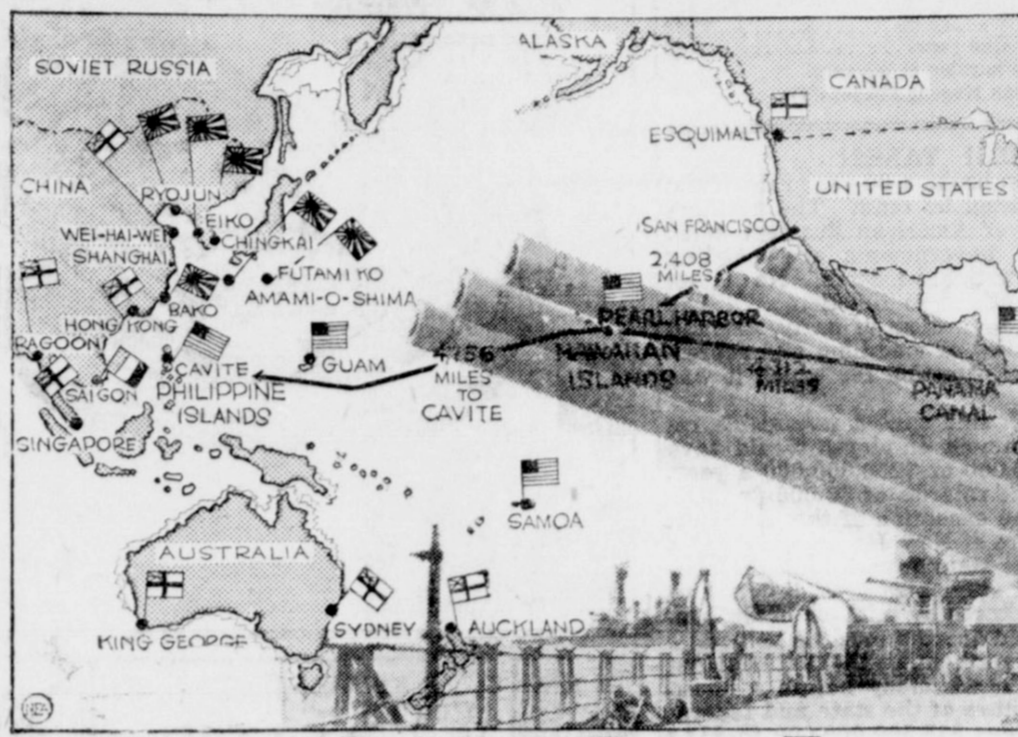 ALASKA
SOVIET RUSSIA
CANADA
ESQUIMALT
CHINA
RYOJUN
UNITED STATES
EIKO
WEI-HAI-WEI
CHINGKAI
SAN FRANCISCO
SHANGHAI
2,408
MILES
FUTAMI KO
AMAMI-O-SHIMA
BAKO
HONG KONG
PEARL HARBOR
RAGOON
4756
HAWAIIAN
GUAM
CAVITE
MILES
ISLANDS
MILES
PANAMA
SAIGON
PHILIPPINE
TO
CANAL
ISLANDS
CAVITE
SINGAPORE
SAMOA
AUSTRALIA
KING GEORGE
SYDNEY
AUCKLAND
NEA